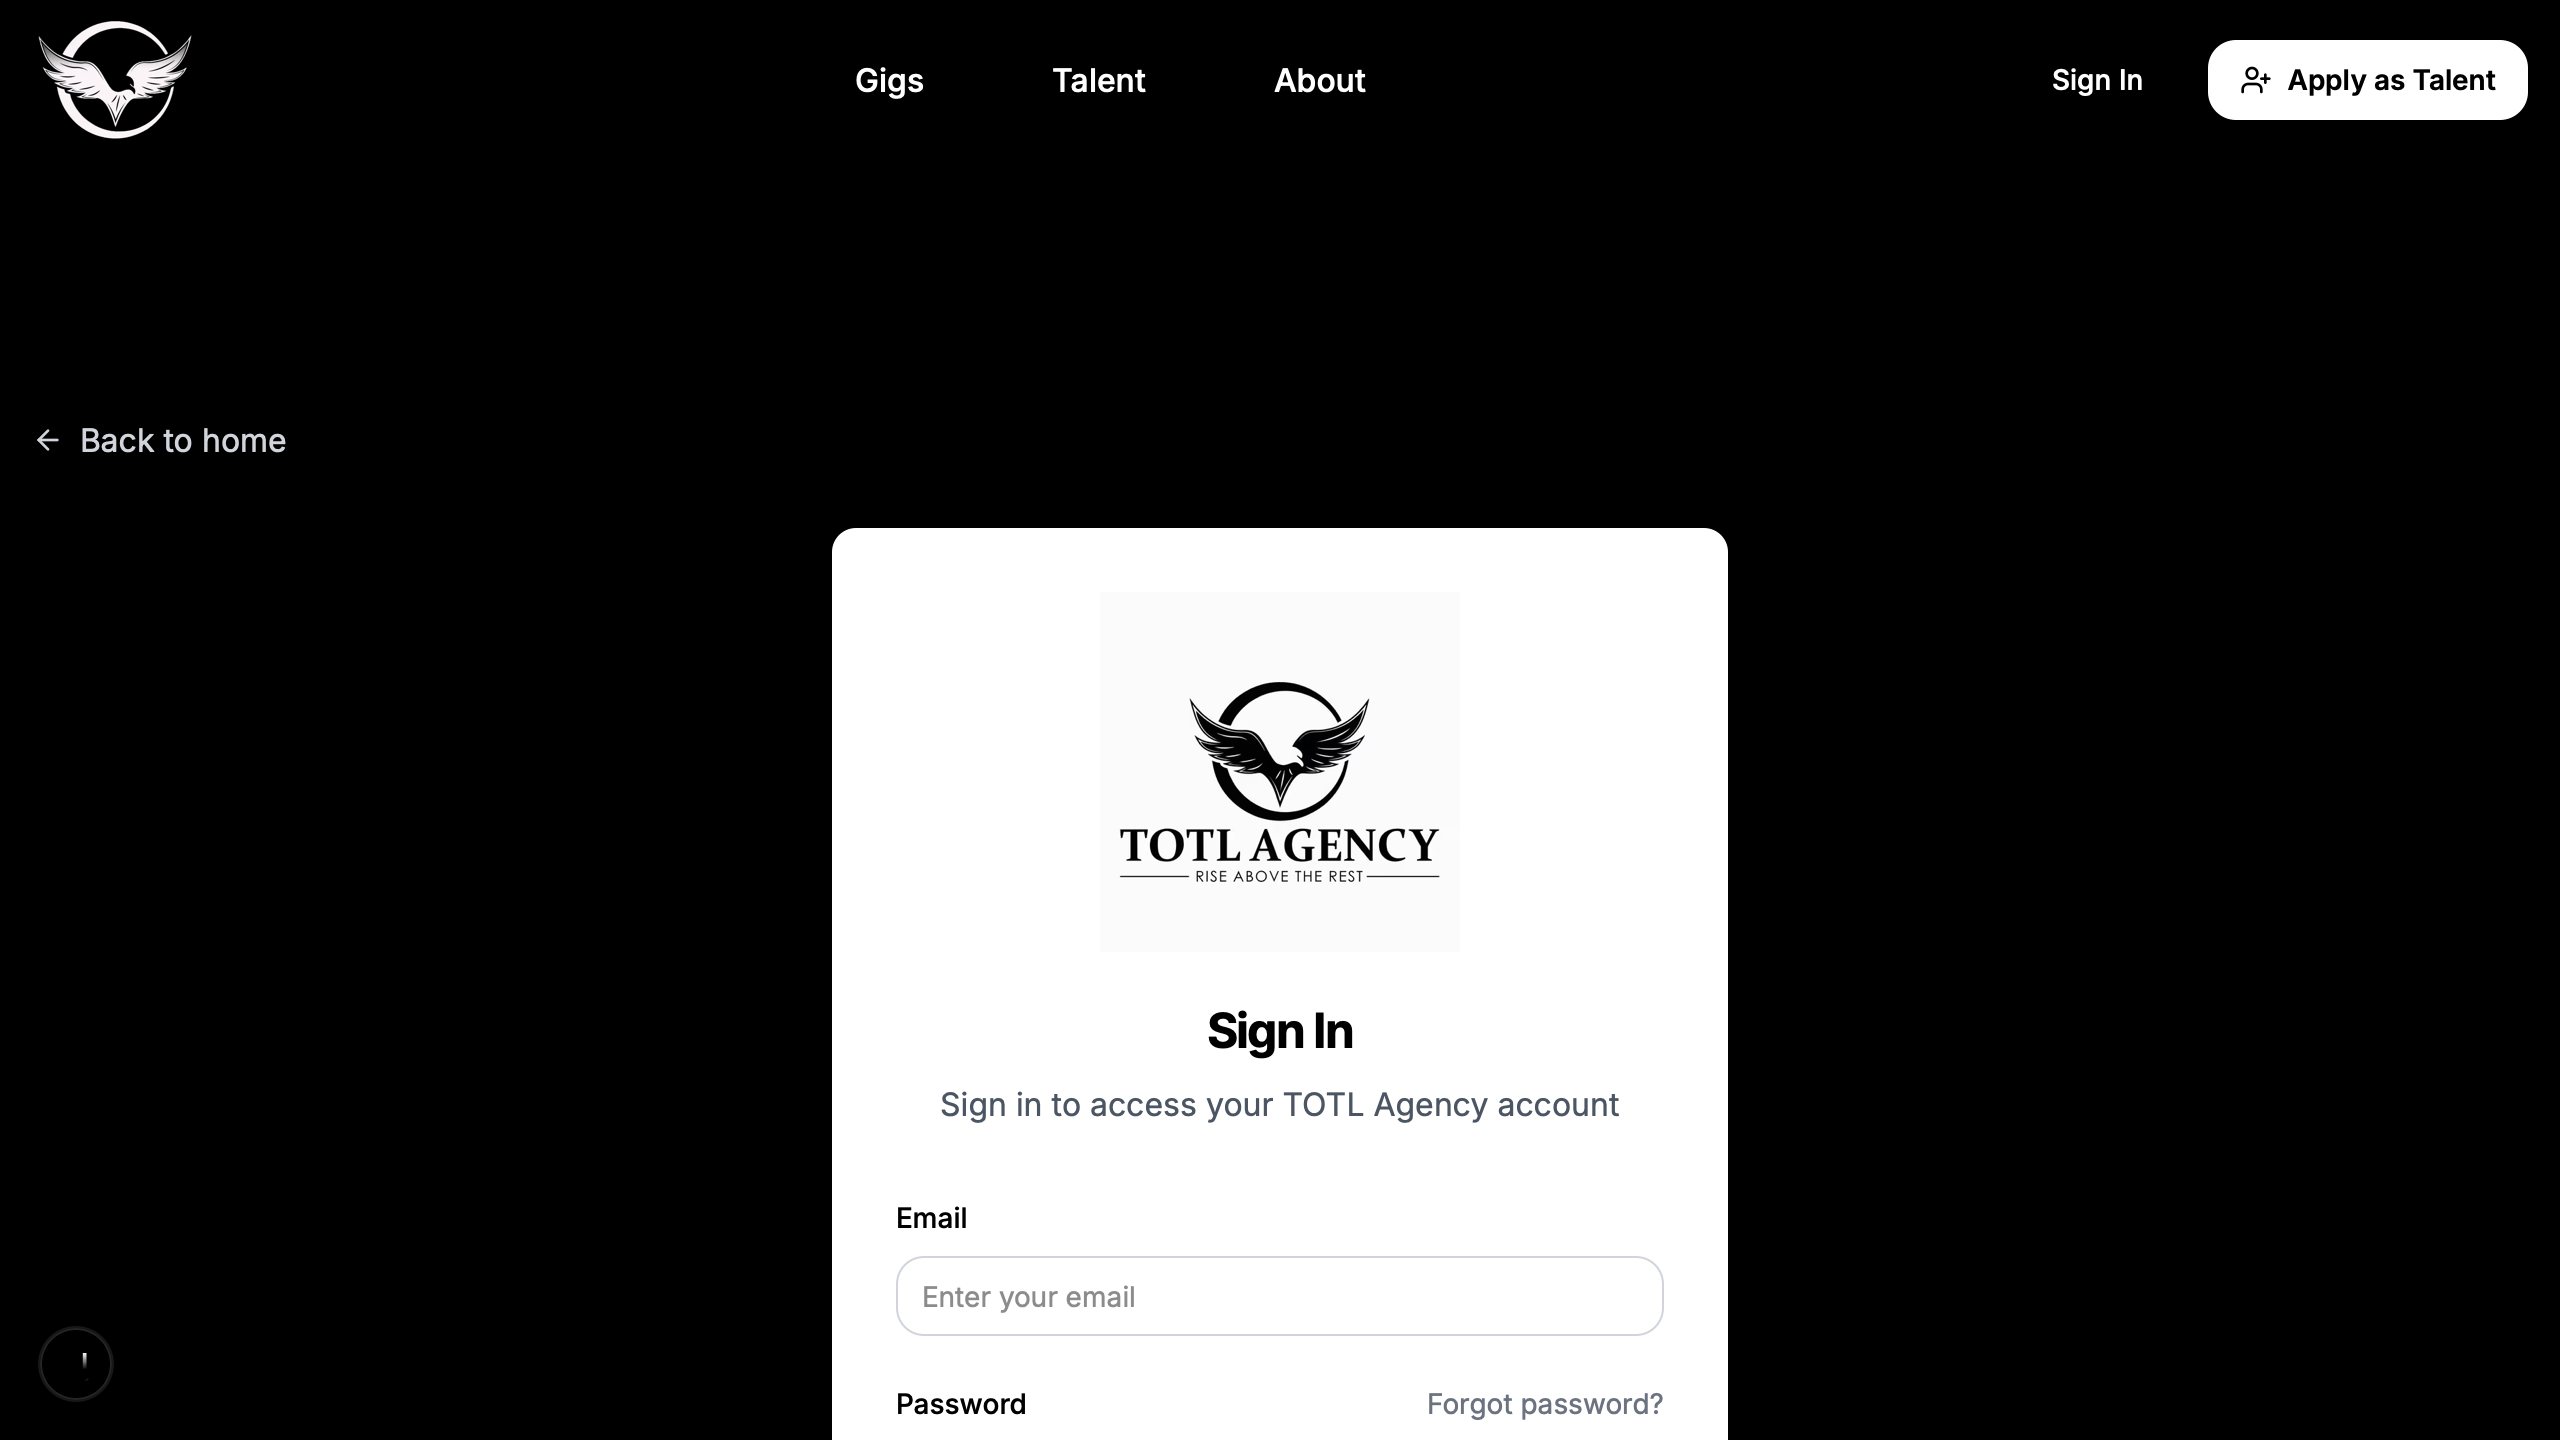 Gigs Talent About Sign In Apply as Talent
Back to home
TOTL AGENCY
RISE ABOVE THE REST
Sign In
Sign in to access your TOTL Agency account
Email
Enter your email
Password Forgot password?